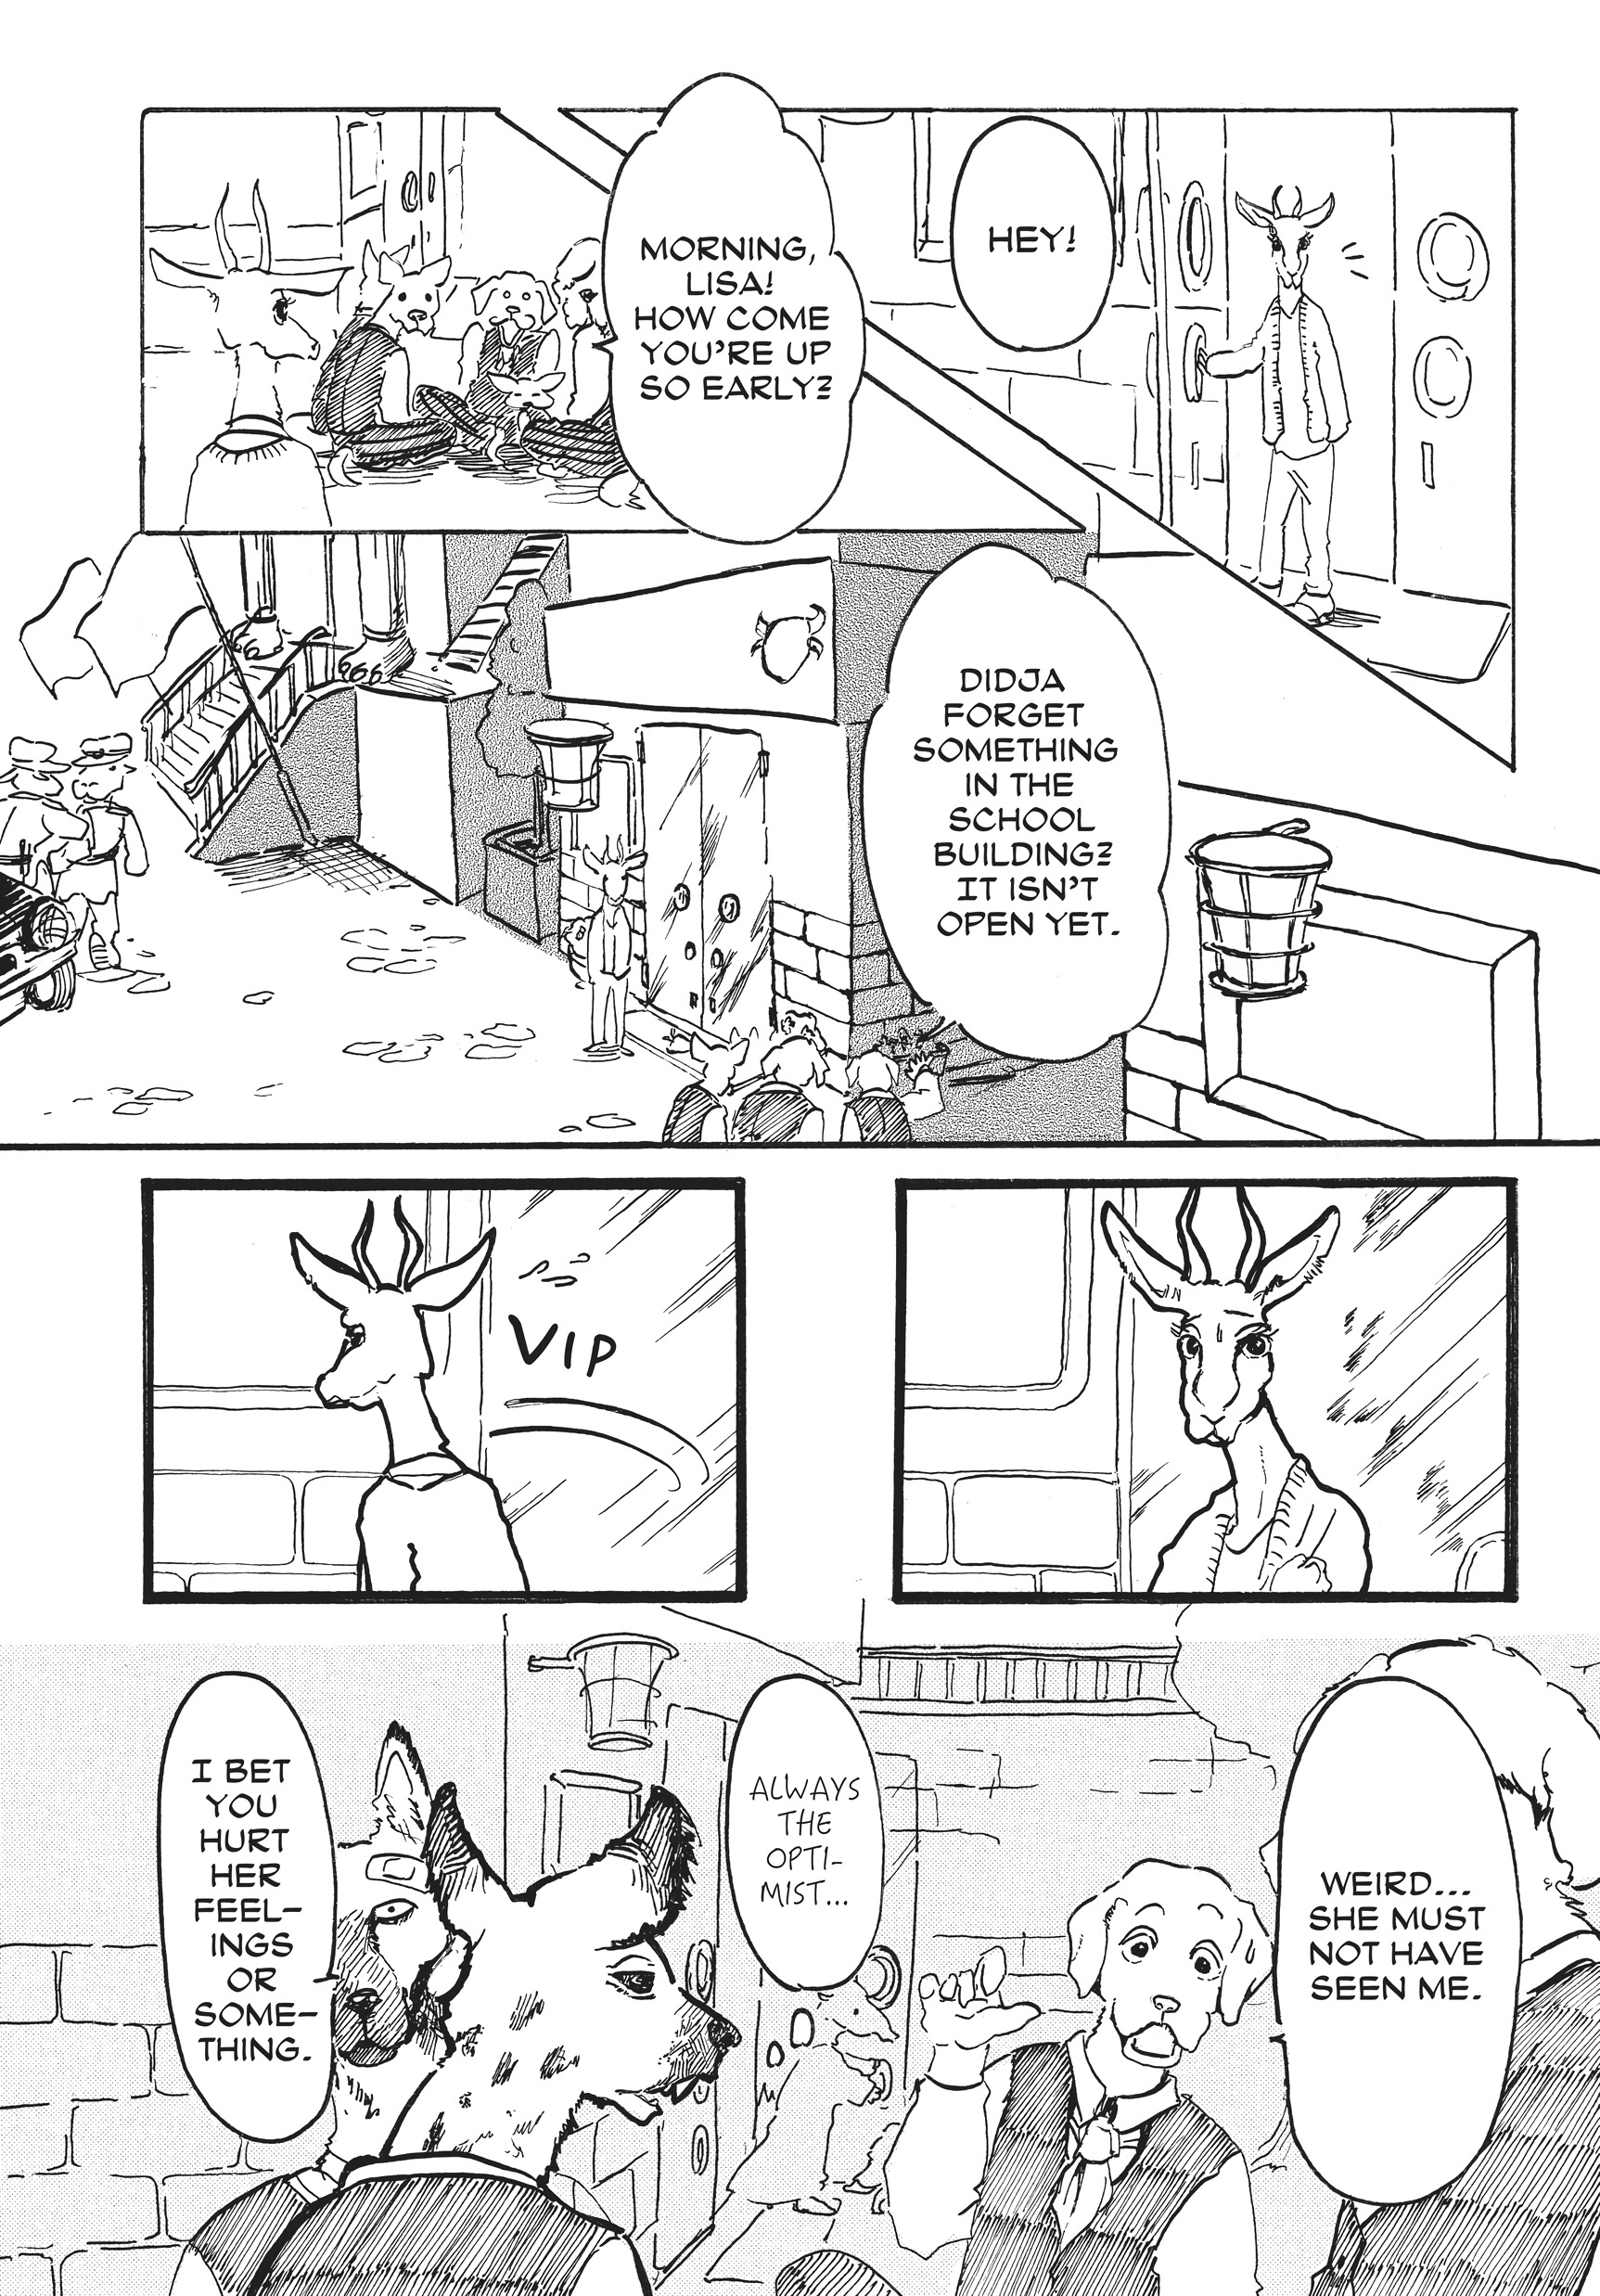 HEY!
MORNING,
LISA!
HOW COME
YOU'RE UP
SO EARLY?
DIDJA
FORGET
SOMETHING
IN THE
SCHOOL
BUILDING?
IT ISN'T
OPEN YET.
VIP
WEIRD...
SHE MUST
NOT HAVE
SEEN ME.
ALWAYS
THE
OPTI-
MIST...
I BET
YOU
HURT
HER
FEEL-
INGS
OR
SOME-
THING.